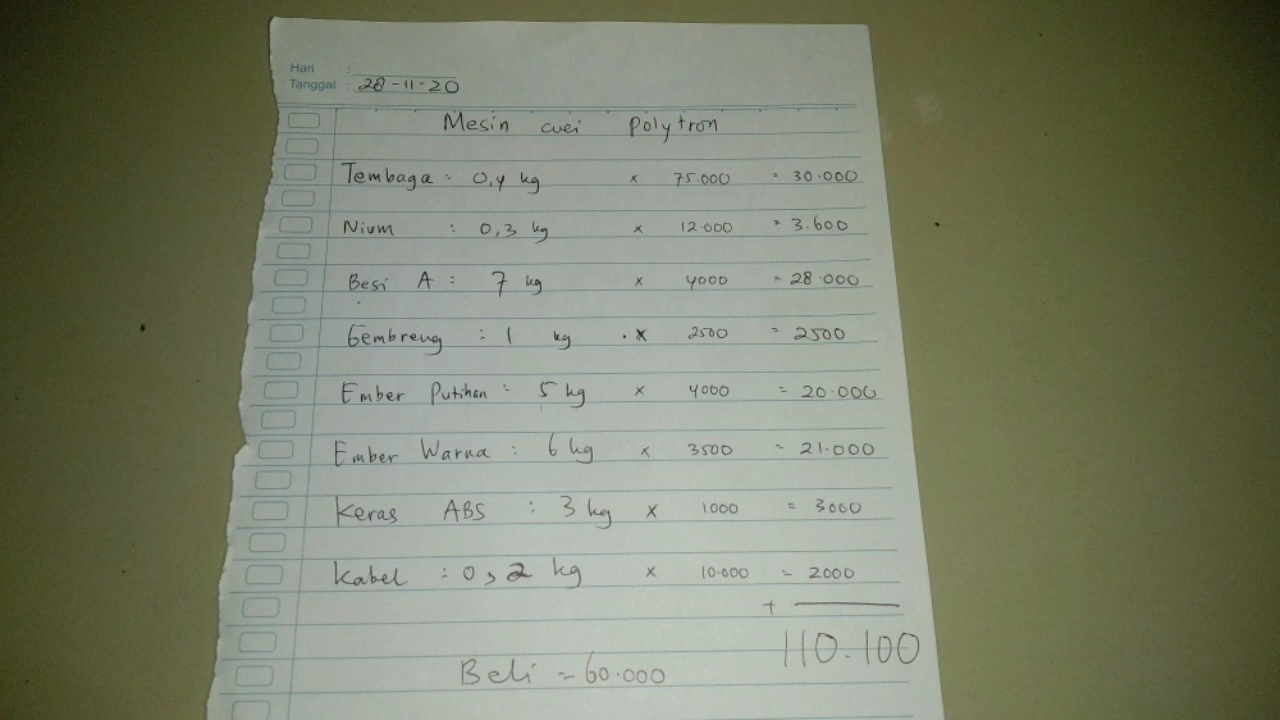 Hari :
Tanggal : 28-11-20
Mesin cuci Polytron
Tembaga : 0,4 kg x 75.000 = 30.000
Nium : 0,3 kg x 12.000 = 3.600
Besi A : 7 kg x 4000 = 28.000
Gembreng : 1 kg x 2500 = 2500
Ember Putihan : 5 kg x 4000 = 20.000
Ember Warna : 6 kg x 3500 = 21.000
Keras ABS : 3 kg x 1000 = 3000
Kabel : 0,2 kg x 10.000 = 2000
+
110.100
Beli = 60.000